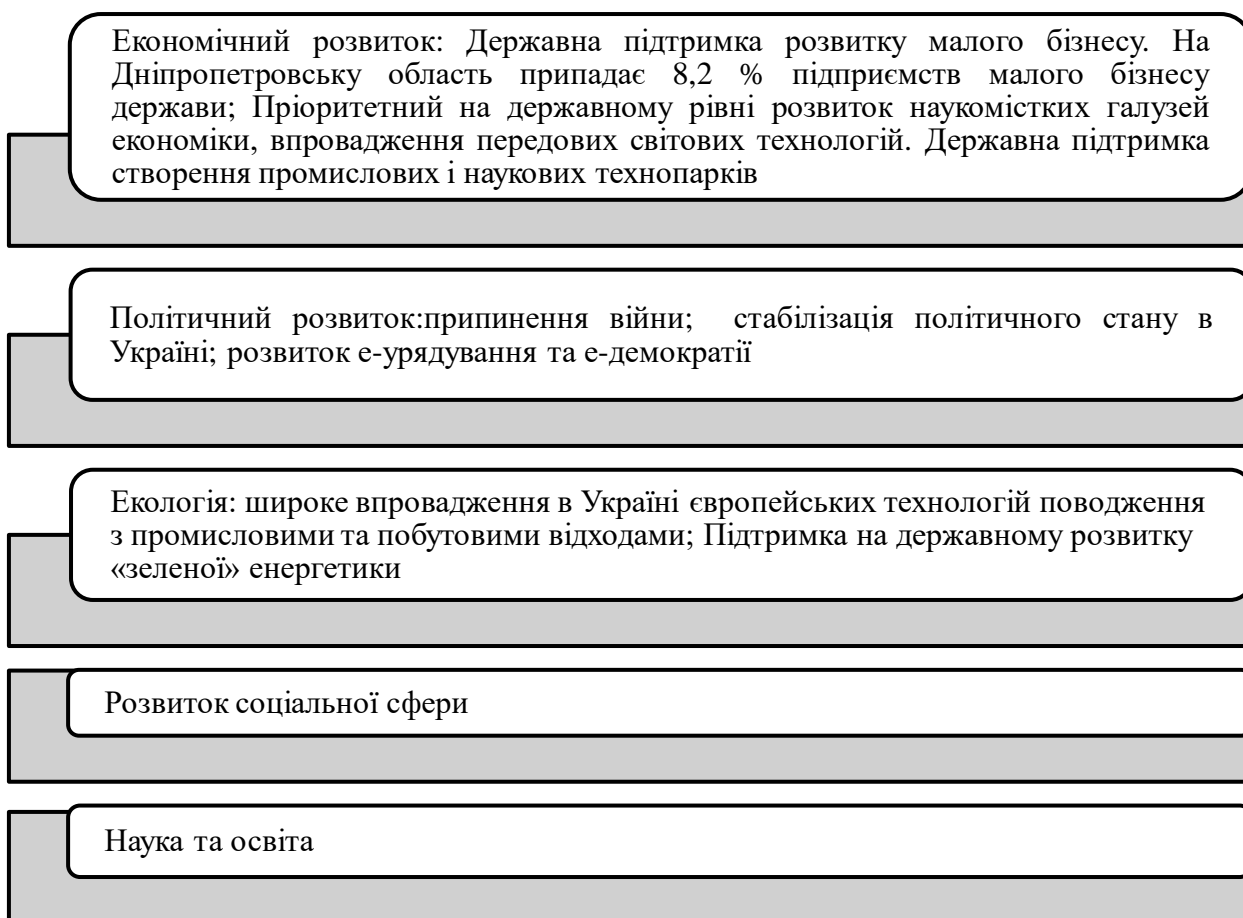 Економічний розвиток: Державна підтримка розвитку малого бізнесу. На
Дніпропетровську область припадає 8,2 % підприємств малого бізнесу
держави; Пріоритетний на державному рівні розвиток наукомістких галузей
економіки, впровадження передових світових технологій. Державна підтримка
створення промислових і наукових технопарків
Політичний розвиток:припинення війни; стабілізація політичного стану в
Україні; розвиток е-урядування та е-демократії
Екологія: широке впровадження в Україні європейських технологій поводження
з промисловими та побутовими відходами; Підтримка на державному розвитку
«зеленої» енергетики
Розвиток соціальної сфери
Наука та освіта